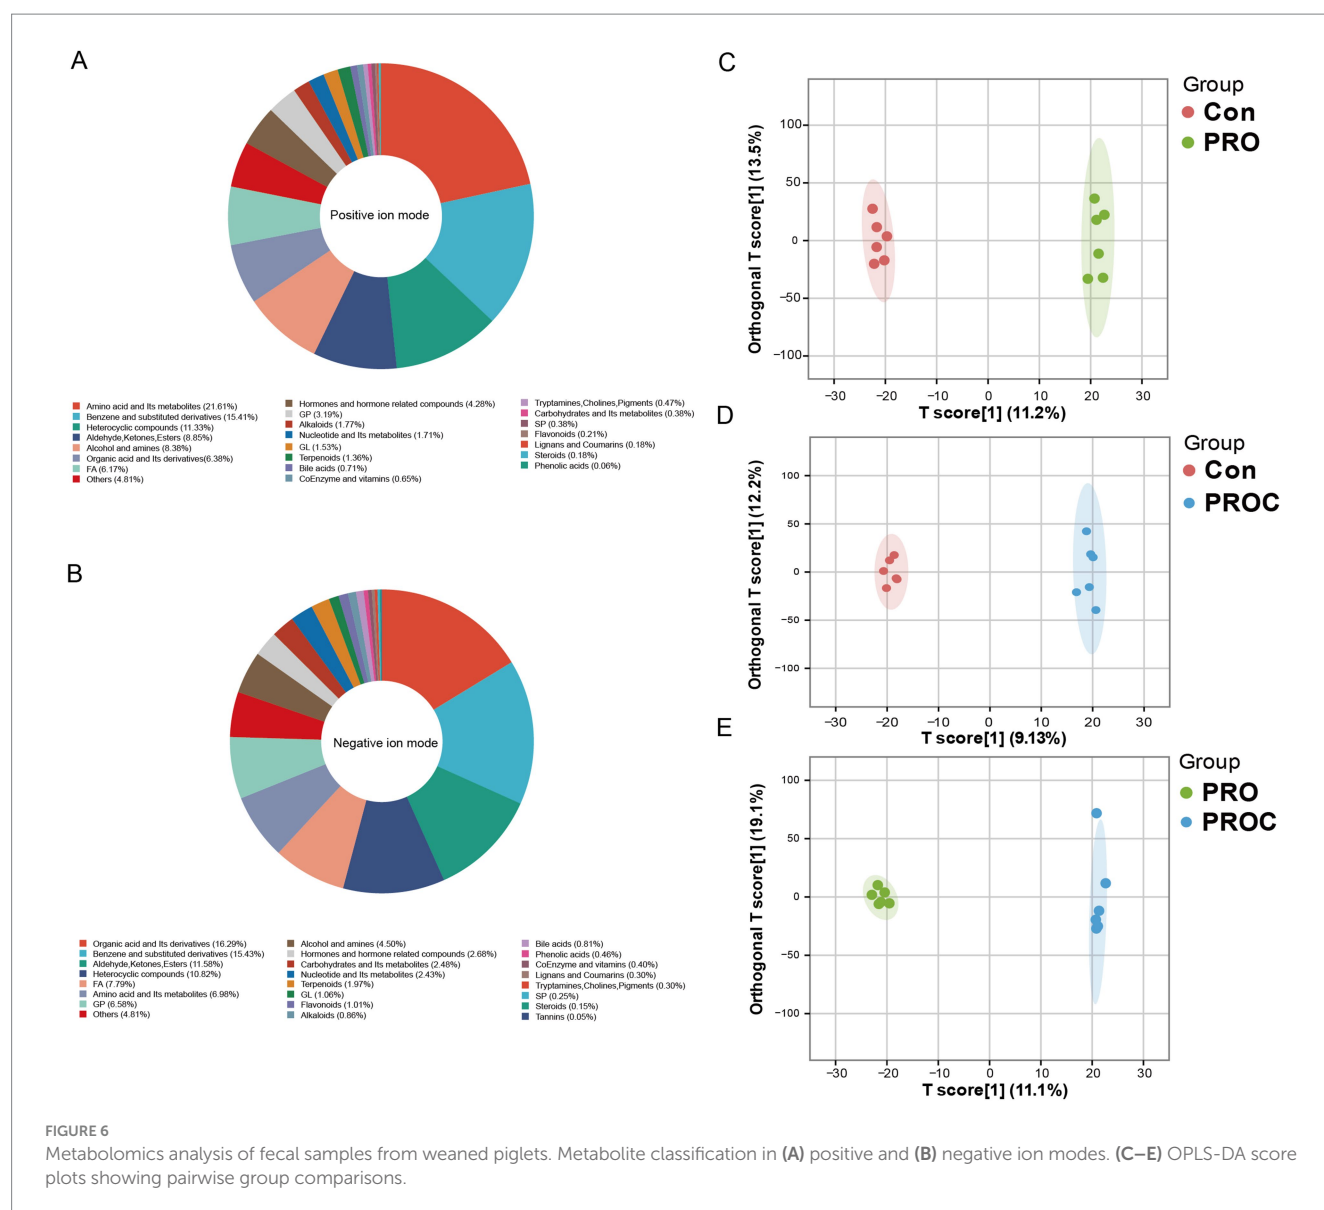 A
Positive ion mode
Amino acid and Its metabolites (21.61%)
Benzene and substituted derivatives (15.41%)
Heterocyclic compounds (11.33%)
Aldehyde,Ketones,Esters (8.85%)
Alcohol and amines (8.38%)
Organic acid and Its derivatives(6.38%)
FA (6.17%)
Others (4.81%)
Hormones and hormone related compounds (4.28%)
GP (3.19%)
Alkaloids (1.77%)
Nucleotide and Its metabolites (1.71%)
GL (1.53%)
Terpenoids (1.36%)
Bile acids (0.71%)
CoEnzyme and vitamins (0.65%)
Tryptamines,Cholines,Pigments (0.47%)
Carbohydrates and Its metabolites (0.38%)
SP (0.38%)
Flavonoids (0.21%)
Lignans and Coumarins (0.18%)
Steroids (0.18%)
Phenolic acids (0.06%)
B
Negative ion mode
Organic acid and Its derivatives (16.29%)
Benzene and substituted derivatives (15.43%)
Aldehyde,Ketones,Esters (11.58%)
Heterocyclic compounds (10.82%)
FA (7.79%)
Amino acid and Its metabolites (6.98%)
GP (6.58%)
Others (4.81%)
Alcohol and amines (4.50%)
Hormones and hormone related compounds (2.68%)
Carbohydrates and Its metabolites (2.48%)
Nucleotide and Its metabolites (2.43%)
Terpenoids (1.97%)
GL (1.06%)
Flavonoids (1.01%)
Alkaloids (0.86%)
Bile acids (0.81%)
Phenolic acids (0.46%)
CoEnzyme and vitamins (0.40%)
Lignans and Coumarins (0.30%)
Tryptamines,Cholines,Pigments (0.30%)
SP (0.25%)
Steroids (0.15%)
Tannins (0.05%)
C
Orthogonal T score[1] (13.5%)
100
50
0
−50
−100
−30 −20 −10 0 10 20 30
T score[1] (11.2%)
Group
Con
PRO
D
Orthogonal T score[1] (12.2%)
100
50
0
−50
−100
−30 −20 −10 0 10 20 30
T score[1] (9.13%)
Group
Con
PROC
E
Orthogonal T score[1] (19.1%)
100
50
0
−50
−100
−30 −20 −10 0 10 20 30
T score[1] (11.1%)
Group
PRO
PROC
FIGURE 6
Metabolomics analysis of fecal samples from weaned piglets. Metabolite classification in (A) positive and (B) negative ion modes. (C–E) OPLS-DA score
plots showing pairwise group comparisons.